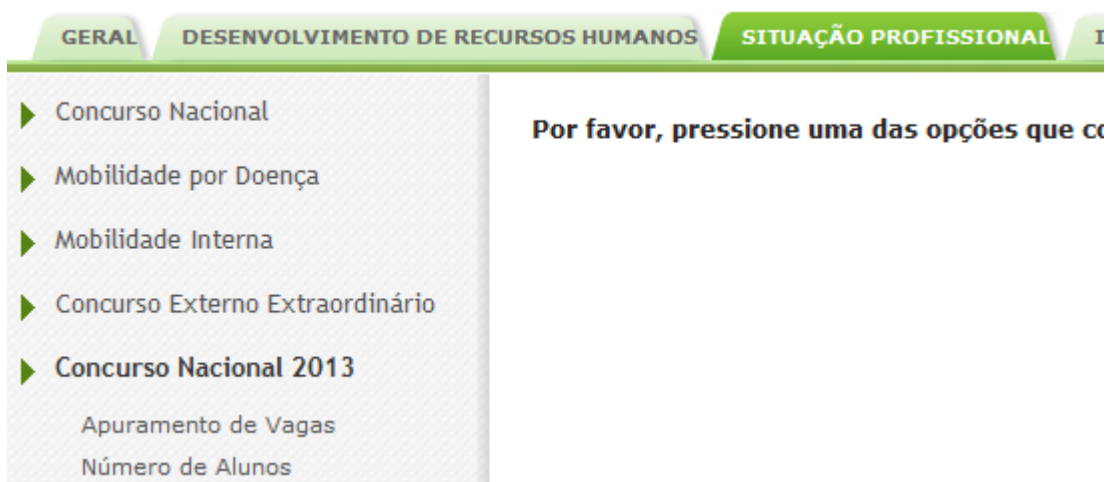 GERAL DESENVOLVIMENTO DE RECURSOS HUMANOS SITUAÇÃO PROFISSIONAL
Concurso Nacional
Por favor, pressione uma das opções que
Mobilidade por Doença
Mobilidade Interna
Concurso Externo Extraordinário
Concurso Nacional 2013
Apuramento de Vagas
Número de Alunos